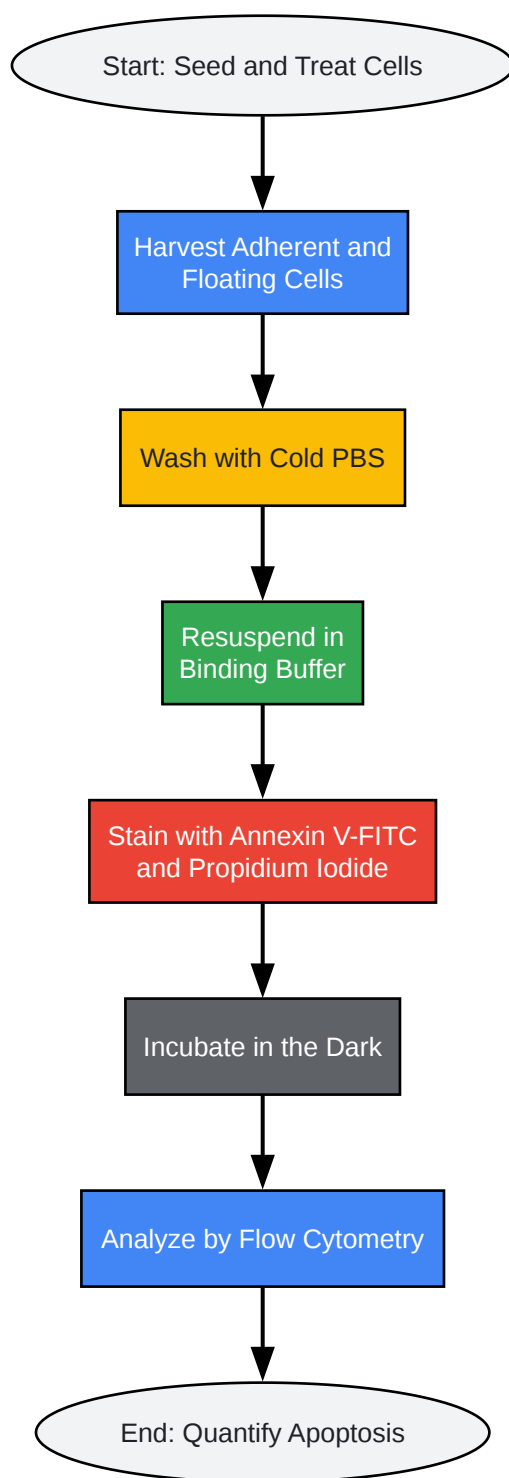 Start: Seed and Treat Cells
Harvest Adherent and
Floating Cells
Wash with Cold PBS
Resuspend in
Binding Buffer
Stain with Annexin V-FITC
and Propidium Iodide
Incubate in the Dark
Analyze by Flow Cytometry
End: Quantify Apoptosis